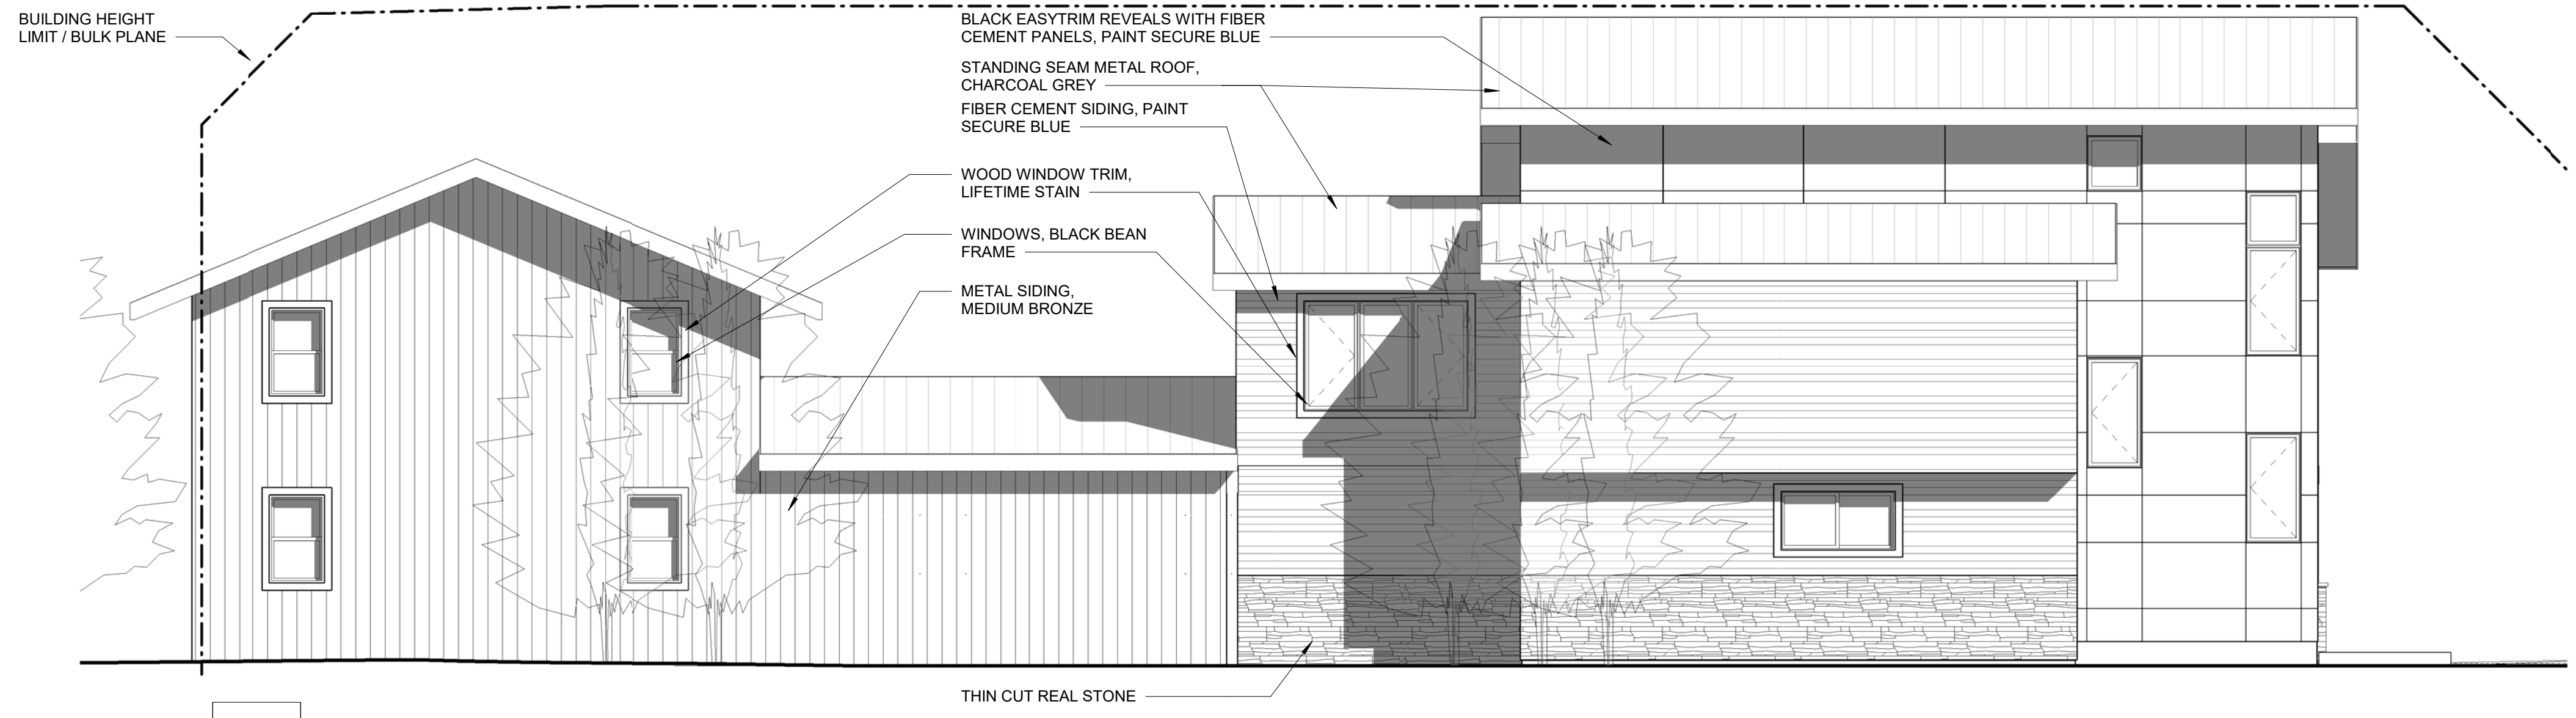 BUILDING HEIGHT
LIMIT / BULK PLANE
BLACK EASYTRIM REVEALS WITH FIBER
CEMENT PANELS, PAINT SECURE BLUE
STANDING SEAM METAL ROOF,
CHARCOAL GREY
FIBER CEMENT SIDING, PAINT
SECURE BLUE
WOOD WINDOW TRIM,
LIFETIME STAIN
WINDOWS, BLACK BEAN
FRAME
METAL SIDING,
MEDIUM BRONZE
THIN CUT REAL STONE